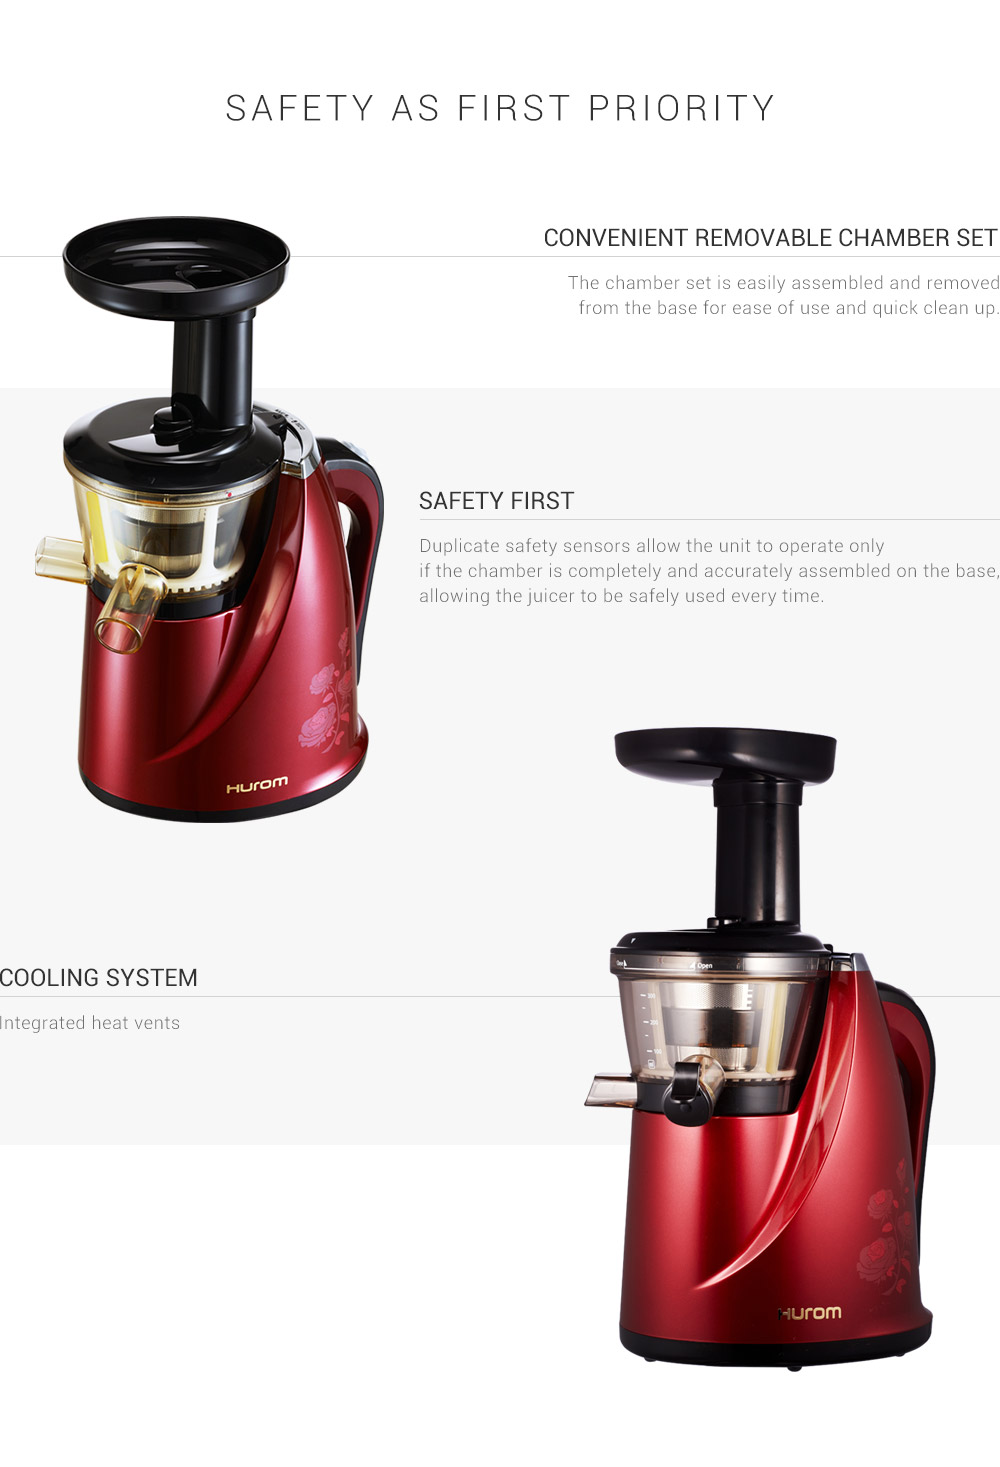 SAFETY AS FIRST PRIORITY
CONVENIENT REMOVABLE CHAMBER SET
The chamber set is easily assembled and removed
from the base for ease of use and quick clean up.
SAFETY FIRST
Duplicate safety sensors allow the unit to operate only
if the chamber is completely and accurately assembled on the base,
allowing the juicer to be safely used every time.
Hurom
COOLING SYSTEM
Integrated heat vents
Open
Hurom